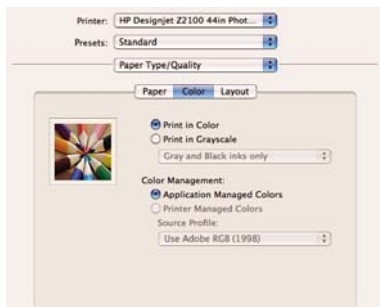 Printer: HP Designjet Z2100 44in Phot...
Presets: Standard
Paper Type/Quality
Paper Color Layout
Print in Color
Print in Grayscale
Gray and Black inks only
Color Management:
Application Managed Colors
Printer Managed Colors
Source Profile:
Use Adobe RGB (1998)